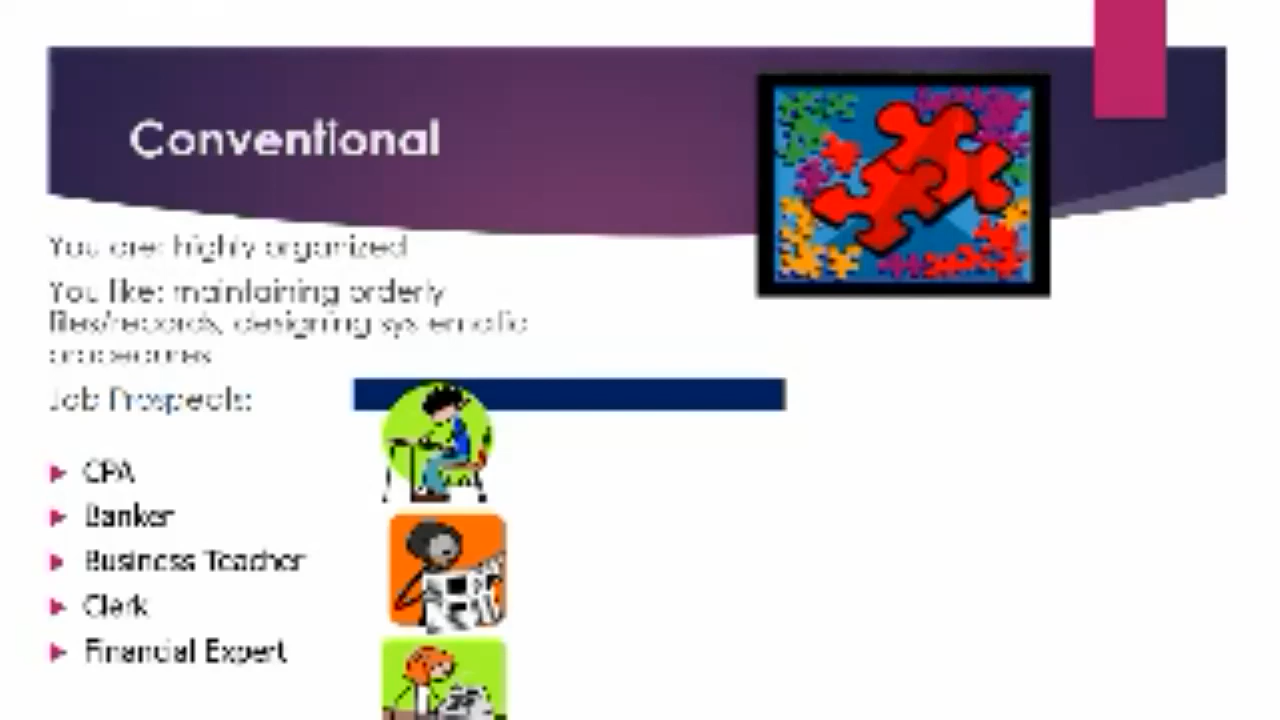 Conventional
You are: highly organized
You like: maintaining orderly
files/records, designing systematic
procedures
Job Prospects:
CPA
Banker
Business Teacher
Clerk
Financial Expert